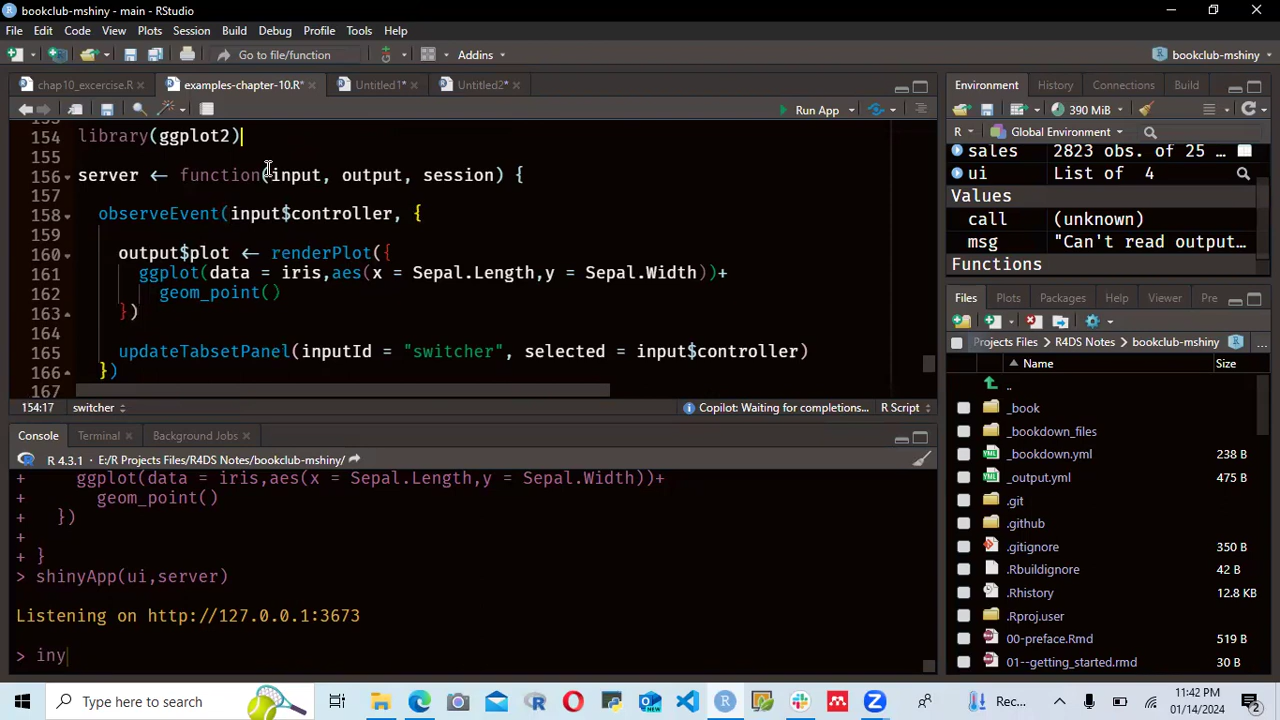 bookclub-mshiny - main - RStudio
File Edit Code View Plots Session Build Debug Profile Tools Help
Go to file/function Addins bookclub-mshiny
chap10_excercise.R examples-chapter-10.R* Untitled1* Untitled2*
Run App
154 library(ggplot2)
155
156 server ← function(input, output, session) {
157
158 observeEvent(input$controller, {
159
160 output$plot ← renderPlot({
161 ggplot(data = iris,aes(x = Sepal.Length,y = Sepal.Width))+
162 geom_point()
163 })
164
165 updateTabsetPanel(inputId = "switcher", selected = input$controller)
166 })
167
154:17 switcher Copilot: Waiting for completions... R Script
Console Terminal Background Jobs
R 4.3.1 · E:/R Projects Files/R4DS Notes/bookclub-mshiny/
+ ggplot(data = iris,aes(x = Sepal.Length,y = Sepal.Width))+
+ geom_point()
+ })
+
+ }
> shinyApp(ui,server)
Listening on http://127.0.0.1:3673
> iny
Environment History Connections Build
390 MiB
R Global Environment
sales 2823 obs. of 25
ui List of 4
Values
call (unknown)
msg "Can't read output…
Functions
Files Plots Packages Help Viewer Pre
Projects Files R4DS Notes bookclub-mshiny ...
Name Size
..
_book
_bookdown_files
_bookdown.yml 238 B
_output.yml 475 B
.git
.github
.gitignore 350 B
.Rbuildignore 42 B
.Rhistory 12.8 KB
.Rproj.user
00-preface.Rmd 519 B
01--getting_started.rmd 30 B
Type here to search
Rec...
11:42 PM
01/14/2024
2